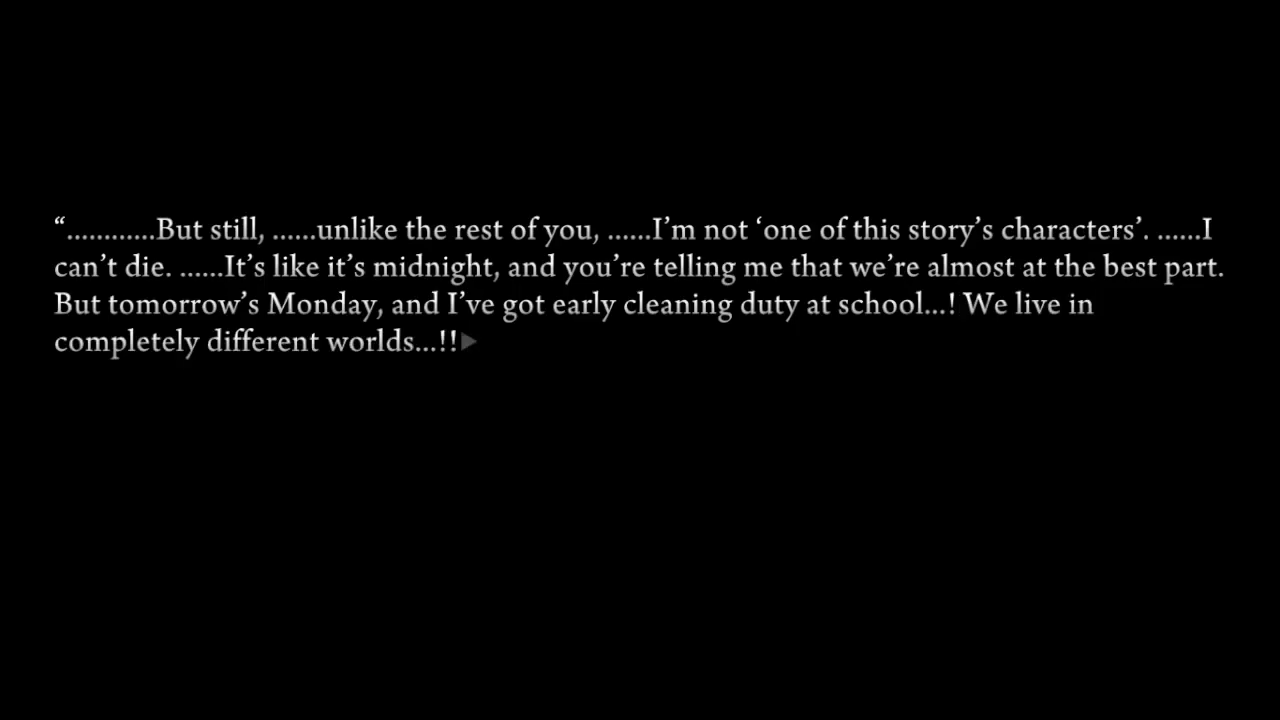 “............But still, ......unlike the rest of you, ......I’m not ‘one of this story’s characters’. ......I
can’t die. ......It’s like it’s midnight, and you’re telling me that we’re almost at the best part.
But tomorrow’s Monday, and I’ve got early cleaning duty at school...! We live in
completely different worlds...!!